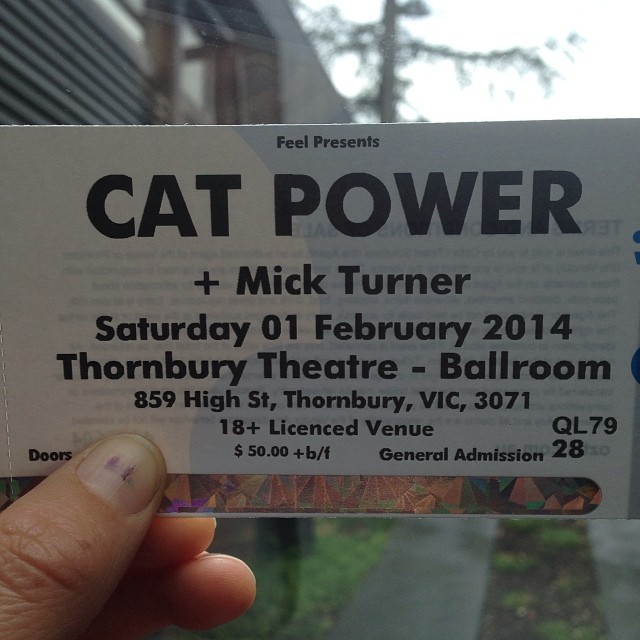 Feel Presents
CAT POWER
+ Mick Turner
Saturday 01 February 2014
Thornbury Theatre - Ballroom
859 High St, Thornbury, VIC, 3071
18+ Licenced Venue
QL79
Doors
$ 50.00 +b/f
General Admission
28